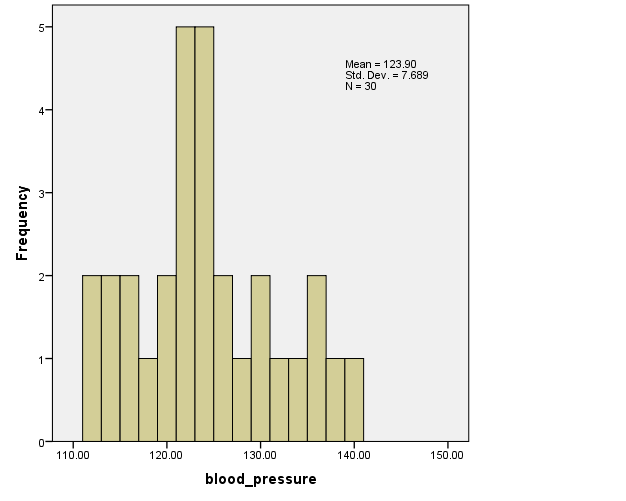 Mean = 123.90
Std. Dev. = 7.689
N = 30
Frequency
5
4
3
2
1
0
110.00 120.00 130.00 140.00 150.00
blood_pressure